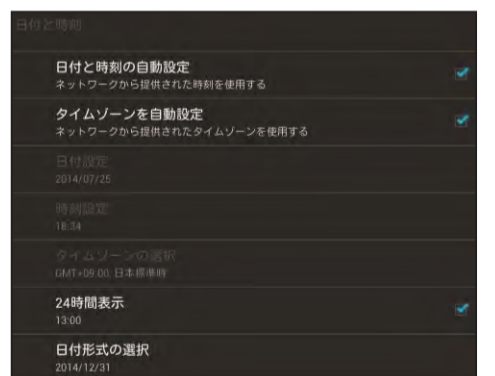 日付と時刻
日付と時刻の自動設定
ネットワークから提供された時刻を使用する
タイムゾーンを自動設定
ネットワークから提供されたタイムゾーンを使用する
日付設定
2014/07/25
時刻設定
18:34
タイムゾーンの選択
GMT+09:00, 日本標準時
24時間表示
13:00
日付形式の選択
2014/12/31